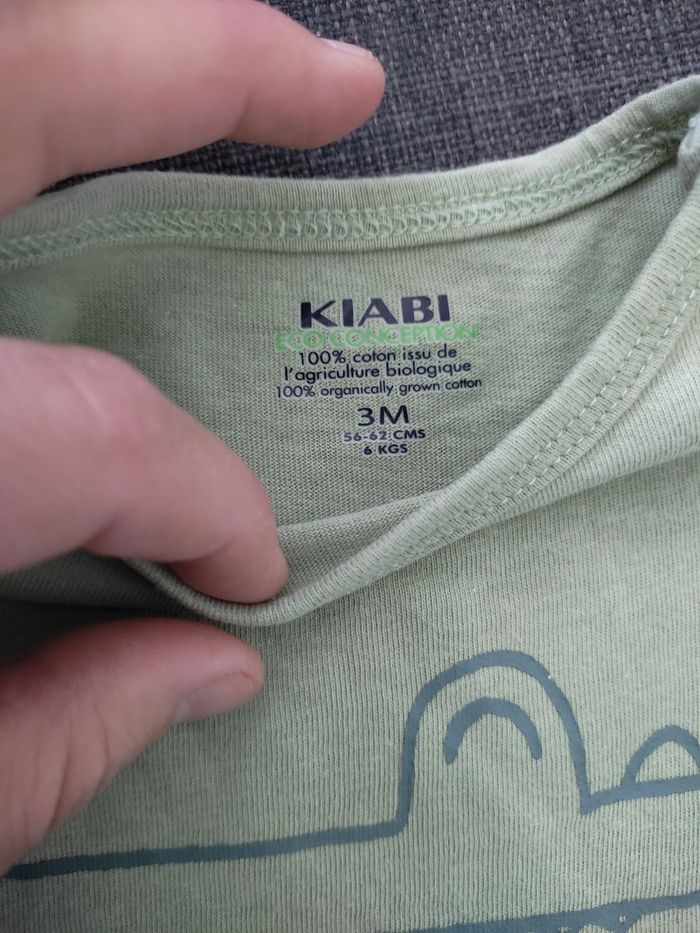 KIABI
ECO CONCEPTION
100% coton issu de
l'agriculture biologique
100% organically grown cotton
3M
56-62 CMS
6 KGS